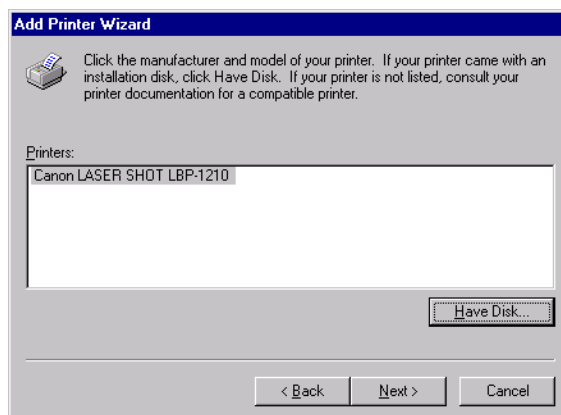 Add Printer Wizard
Click the manufacturer and model of your printer.  If your printer came with an
installation disk, click Have Disk.  If your printer is not listed, consult your
printer documentation for a compatible printer.
Printers:
Canon LASER SHOT LBP-1210
Have Disk...
< Back
Next >
Cancel